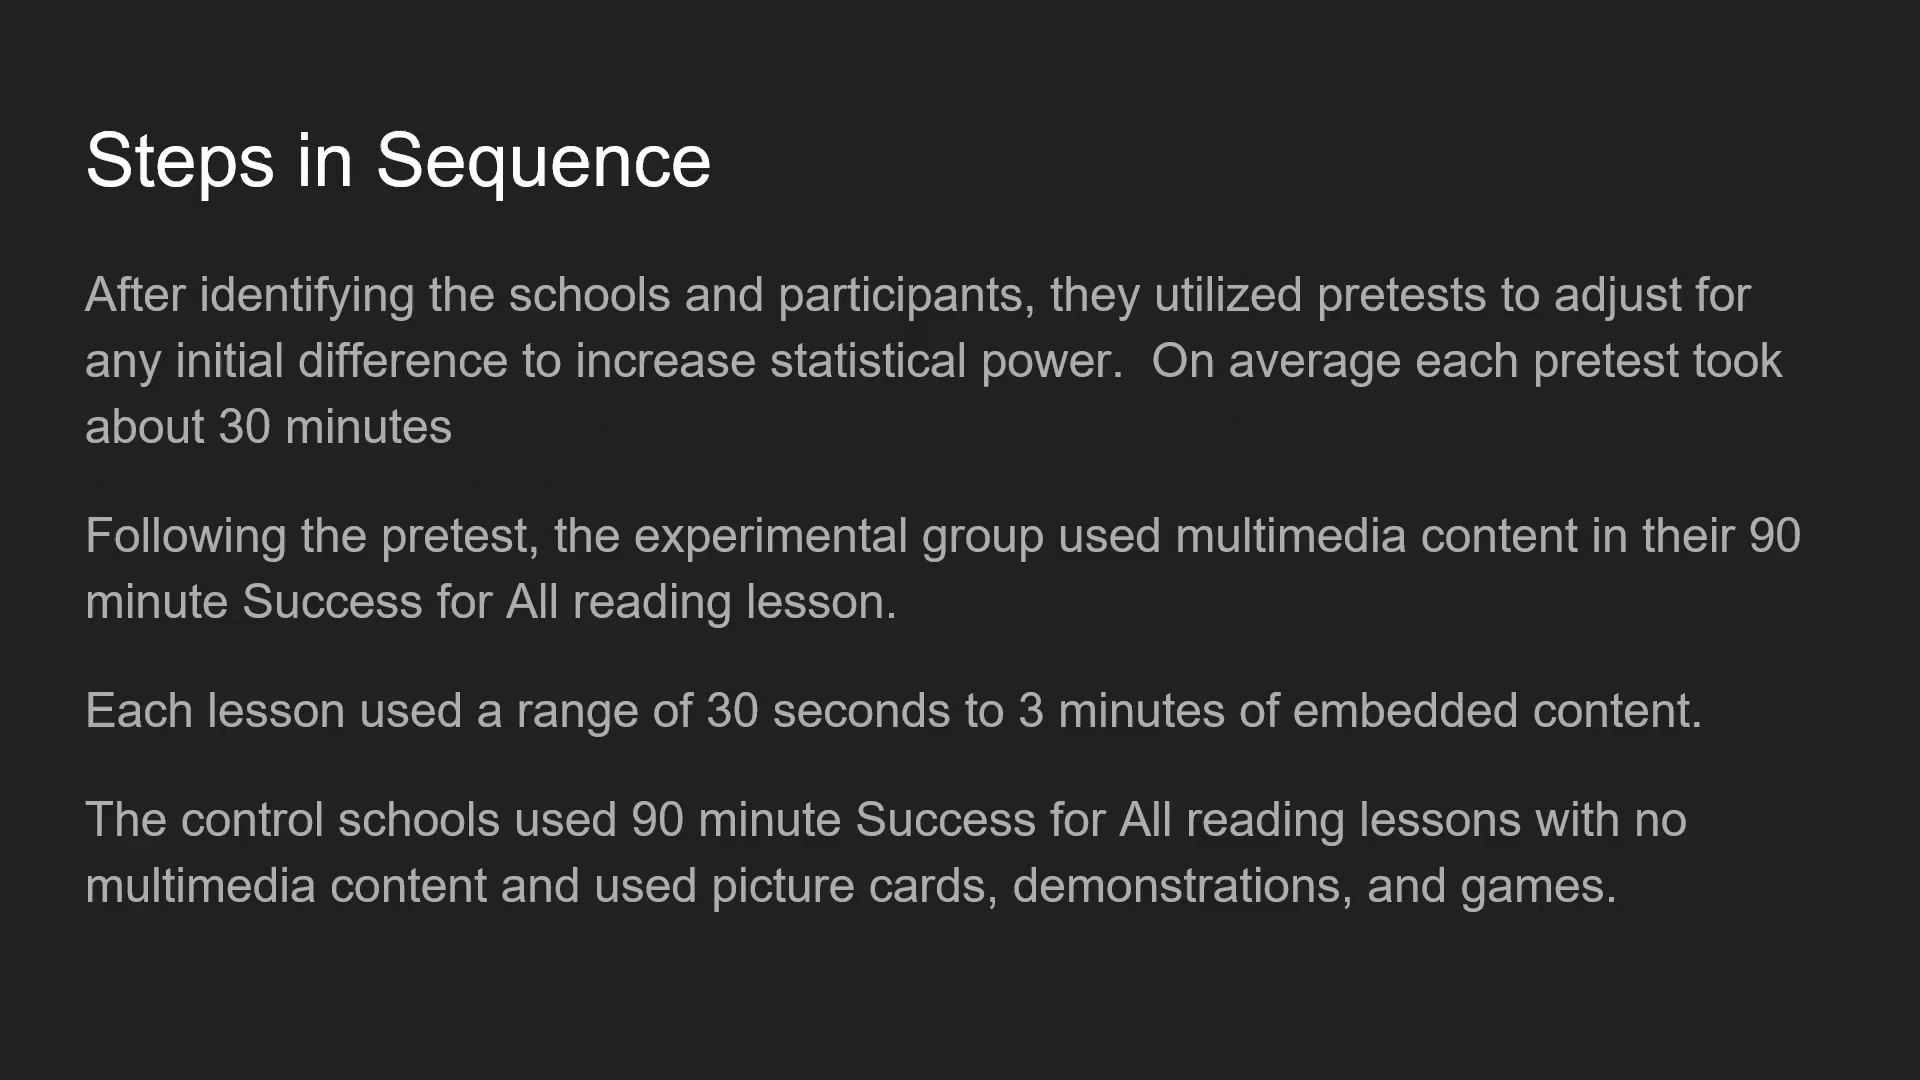 Steps in Sequence
After identifying the schools and participants, they utilized pretests to adjust for
any initial difference to increase statistical power.  On average each pretest took
about 30 minutes
Following the pretest, the experimental group used multimedia content in their 90
minute Success for All reading lesson.
Each lesson used a range of 30 seconds to 3 minutes of embedded content.
The control schools used 90 minute Success for All reading lessons with no
multimedia content and used picture cards, demonstrations, and games.